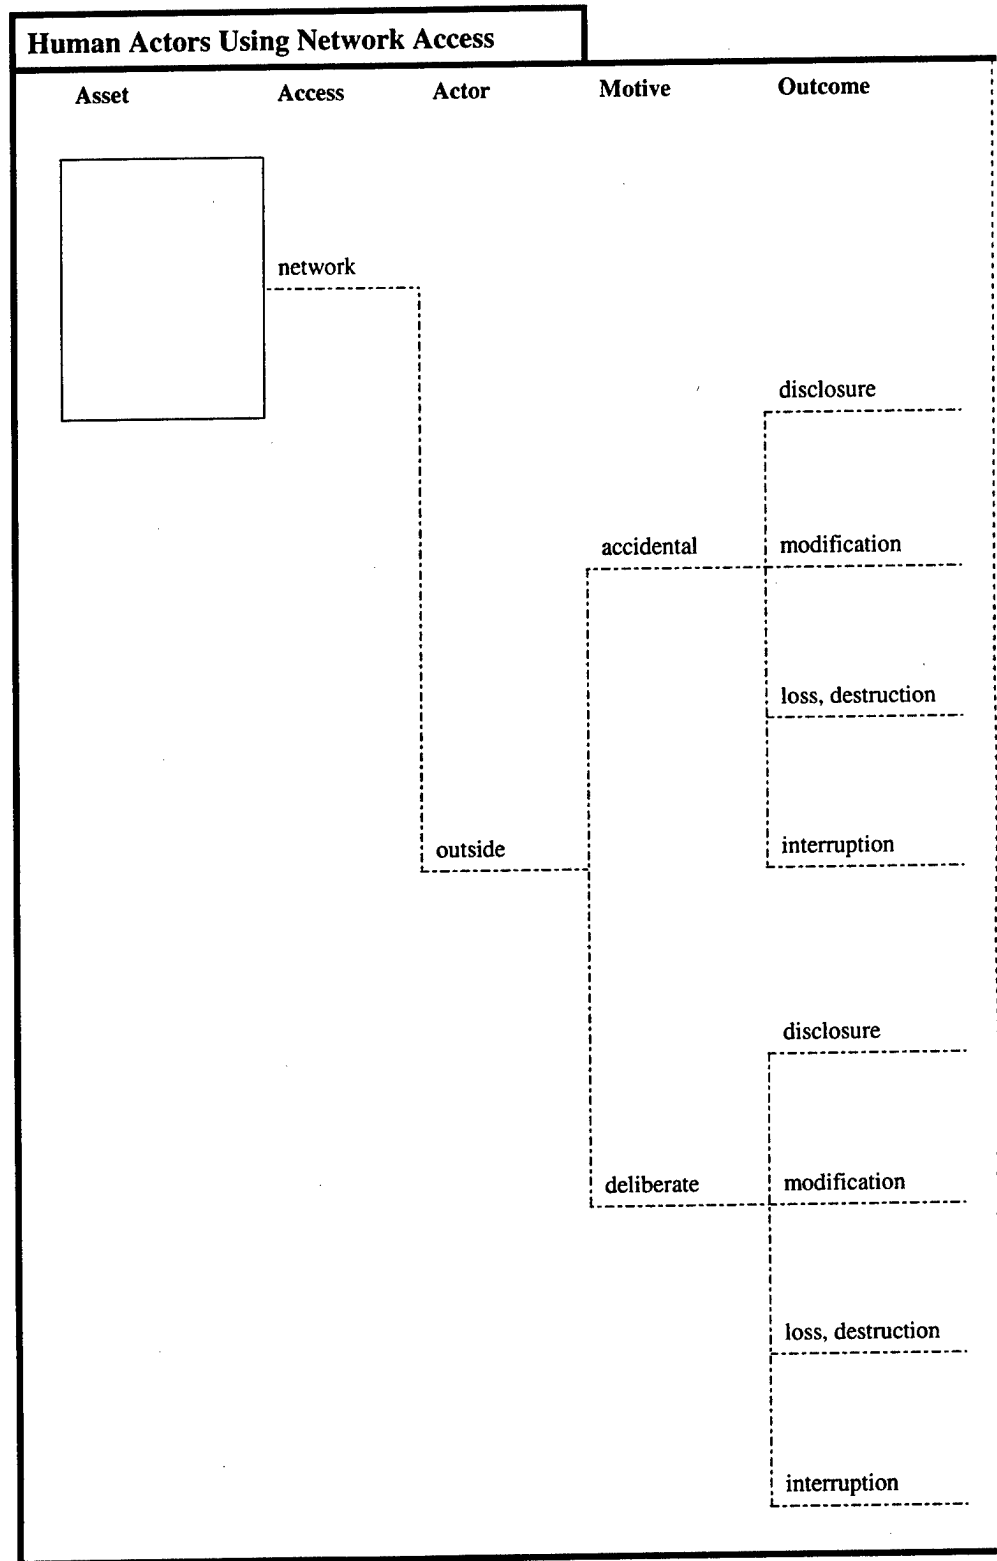 Human Actors Using Network Access
Asset Access Actor Motive Outcome
network
disclosure
accidental modification
loss, destruction
outside interruption
disclosure
deliberate modification
loss, destruction
interruption